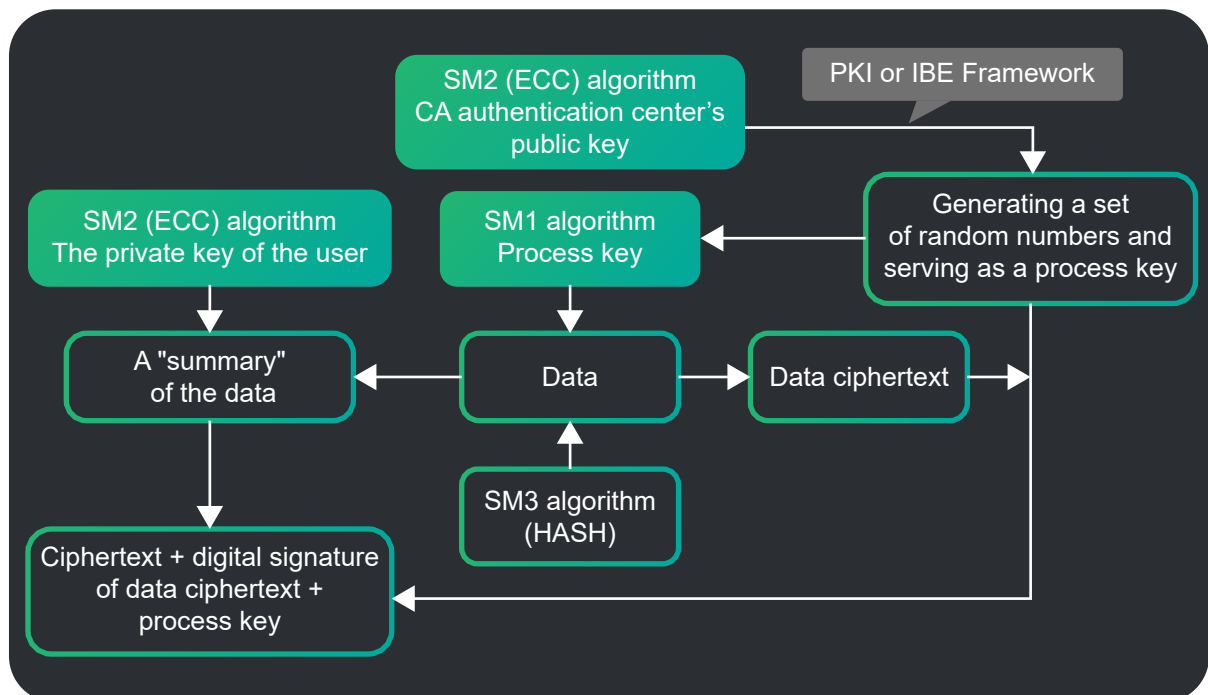 SM2 (ECC) algorithm
CA authentication center's
public key
PKI or IBE Framework
SM2 (ECC) algorithm
The private key of the user
SM1 algorithm
Process key
Generating a set
of random numbers and
serving as a process key
A "summary"
of the data
Data
Data ciphertext
SM3 algorithm
(HASH)
Ciphertext + digital signature
of data ciphertext +
process key